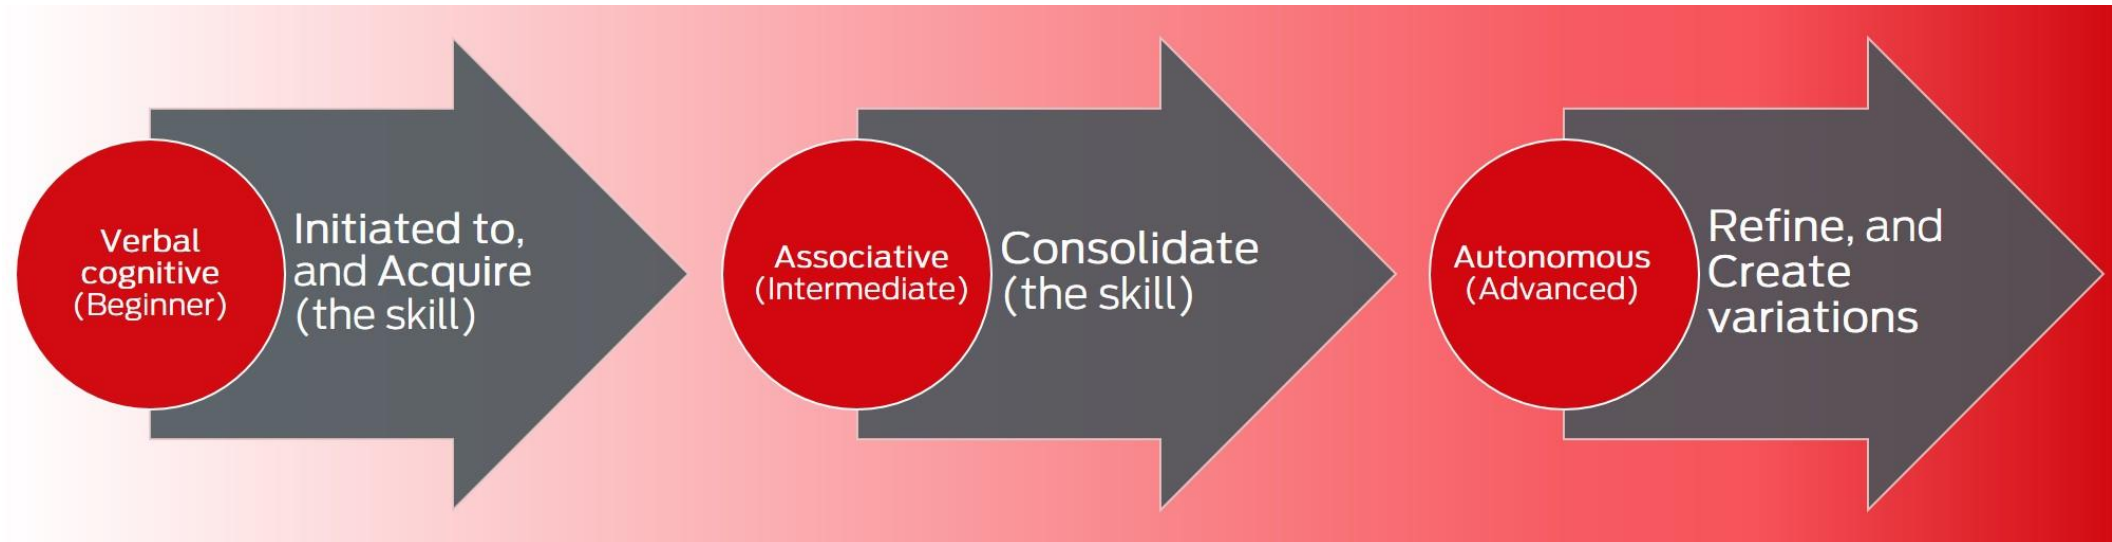 Verbal
cognitive
(Beginner)
Initiated to,
and Acquire
(the skill)
Associative
(Intermediate)
Consolidate
(the skill)
Autonomous
(Advanced)
Refine, and
Create
variations